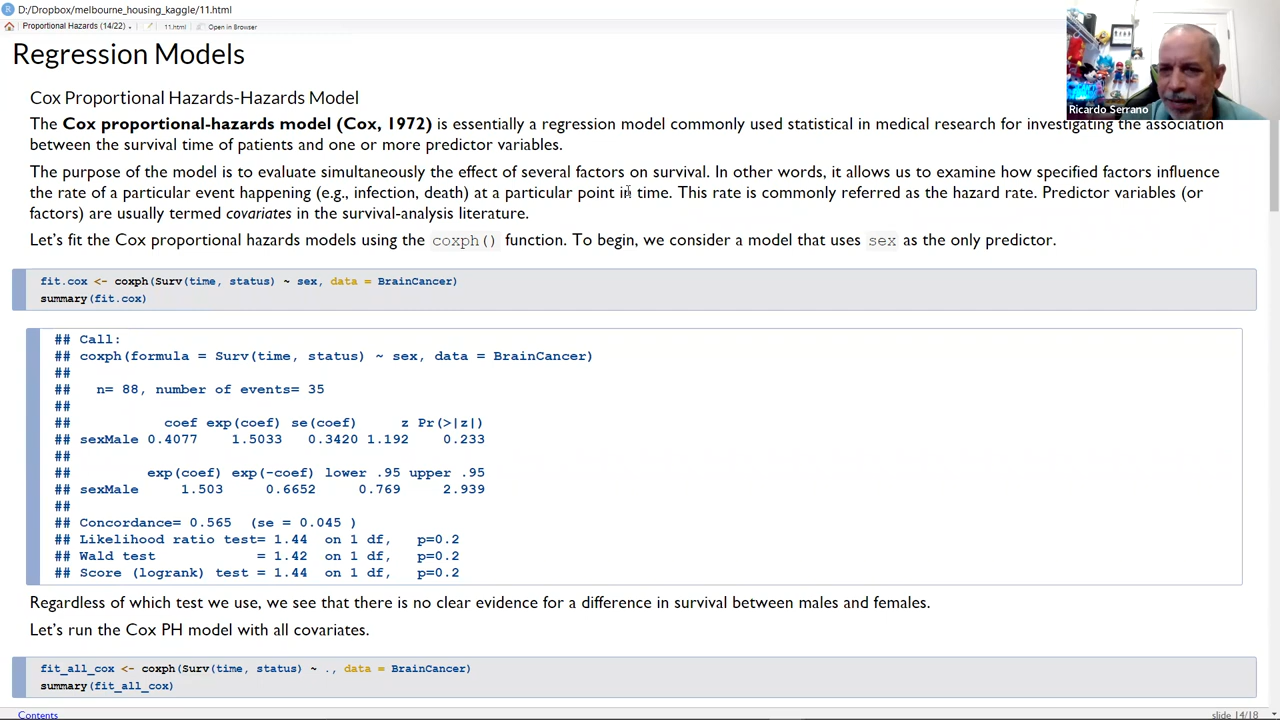 D:/Dropbox/melbourne_housing_kaggle/11.html
Proportional Hazards (14/22)
11.html
Open in Browser
Regression Models
Ricardo Serrano
Cox Proportional Hazards-Hazards Model
The Cox proportional-hazards model (Cox, 1972) is essentially a regression model commonly used statistical in medical research for investigating the association
between the survival time of patients and one or more predictor variables.
The purpose of the model is to evaluate simultaneously the effect of several factors on survival. In other words, it allows us to examine how specified factors influence
the rate of a particular event happening (e.g., infection, death) at a particular point in time. This rate is commonly referred as the hazard rate. Predictor variables (or
factors) are usually termed covariates in the survival-analysis literature.
Let's fit the Cox proportional hazards models using the coxph() function. To begin, we consider a model that uses sex as the only predictor.
fit.cox <- coxph(Surv(time, status) ~ sex, data = BrainCancer)
summary(fit.cox)
## Call:
## coxph(formula = Surv(time, status) ~ sex, data = BrainCancer)
##
##   n= 88, number of events= 35
##
##           coef exp(coef) se(coef)     z Pr(>|z|)
## sexMale 0.4077    1.5033   0.3420 1.192    0.233
##
##         exp(coef) exp(-coef) lower .95 upper .95
## sexMale     1.503     0.6652     0.769     2.939
##
## Concordance= 0.565  (se = 0.045 )
## Likelihood ratio test= 1.44  on 1 df,   p=0.2
## Wald test            = 1.42  on 1 df,   p=0.2
## Score (logrank) test = 1.44  on 1 df,   p=0.2
Regardless of which test we use, we see that there is no clear evidence for a difference in survival between males and females.
Let's run the Cox PH model with all covariates.
fit_all_cox <- coxph(Surv(time, status) ~ ., data = BrainCancer)
summary(fit_all_cox)
Contents
slide 14/18